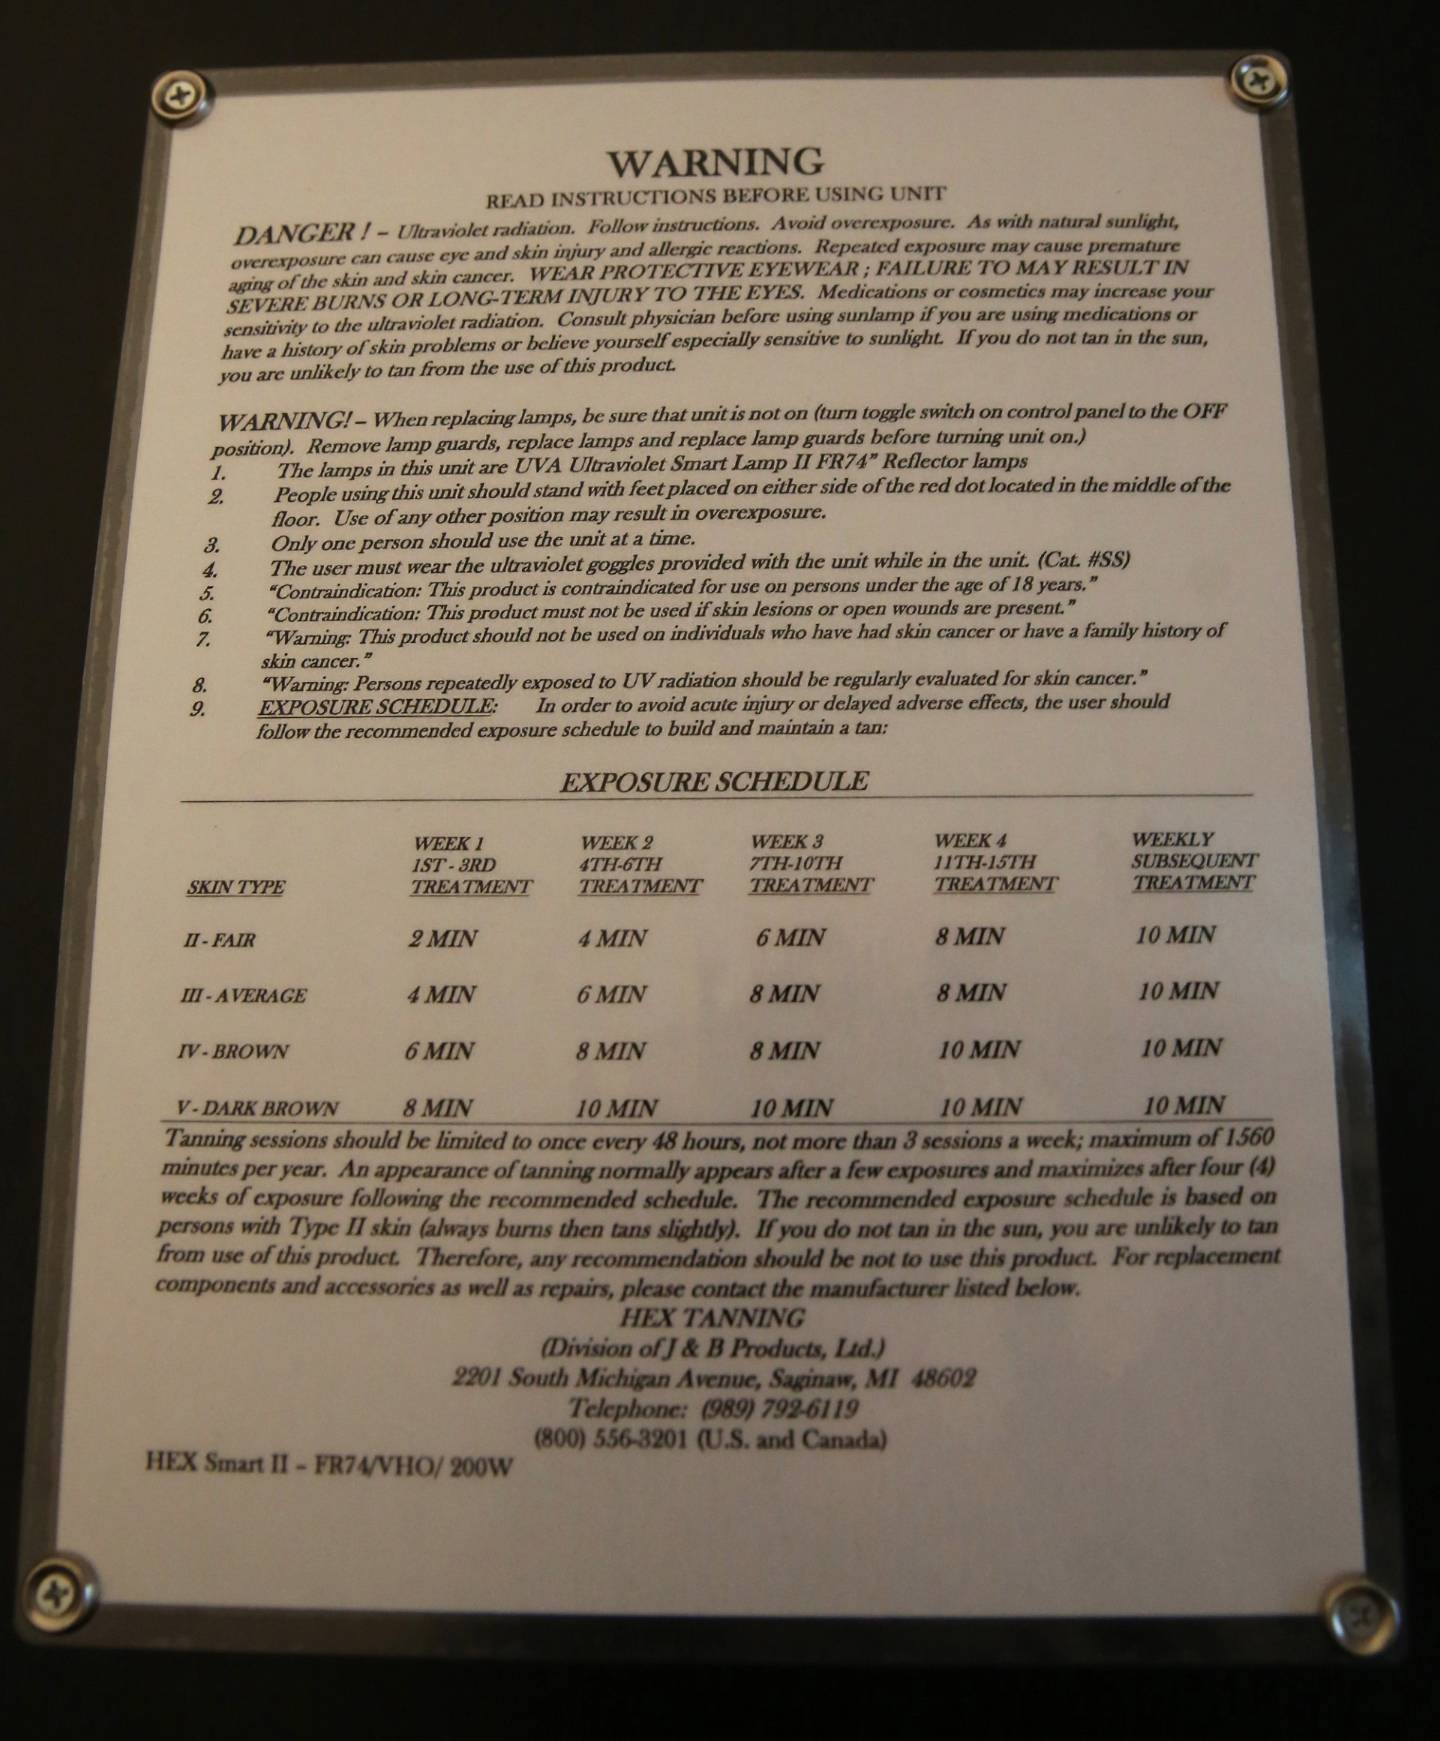 WARNING
READ INSTRUCTIONS BEFORE USING UNIT
DANGER ! – Ultraviolet radiation. Follow instructions. Avoid overexposure. As with natural sunlight,
overexposure can cause eye and skin injury and allergic reactions. Repeated exposure may cause premature
aging of the skin and skin cancer. WEAR PROTECTIVE EYEWEAR ; FAILURE TO MAY RESULT IN
SEVERE BURNS OR LONG-TERM INJURY TO THE EYES. Medications or cosmetics may increase your
sensitivity to the ultraviolet radiation. Consult physician before using sunlamp if you are using medications or
have a history of skin problems or believe yourself especially sensitive to sunlight. If you do not tan in the sun,
you are unlikely to tan from the use of this product.
WARNING! – When replacing lamps, be sure that unit is not on (turn toggle switch on control panel to the OFF
position). Remove lamp guards, replace lamps and replace lamp guards before turning unit on.)
1. The lamps in this unit are UVA Ultraviolet Smart Lamp II FR74” Reflector lamps
2. People using this unit should stand with feet placed on either side of the red dot located in the middle of the
floor. Use of any other position may result in overexposure.
3. Only one person should use the unit at a time.
4. The user must wear the ultraviolet goggles provided with the unit while in the unit. (Cat. #SS)
5. “Contraindication: This product is contraindicated for use on persons under the age of 18 years.”
6. “Contraindication: This product must not be used if skin lesions or open wounds are present.”
7. “Warning: This product should not be used on individuals who have had skin cancer or have a family history of
skin cancer.”
8. “Warning: Persons repeatedly exposed to UV radiation should be regularly evaluated for skin cancer.”
9. EXPOSURE SCHEDULE: In order to avoid acute injury or delayed adverse effects, the user should
follow the recommended exposure schedule to build and maintain a tan:
EXPOSURE SCHEDULE
WEEK 1 WEEK 2 WEEK 3 WEEK 4 WEEKLY
1ST - 3RD 4TH-6TH 7TH-10TH 11TH-15TH SUBSEQUENT
SKIN TYPE TREATMENT TREATMENT TREATMENT TREATMENT TREATMENT
II - FAIR 2 MIN 4 MIN 6 MIN 8 MIN 10 MIN
III - AVERAGE 4 MIN 6 MIN 8 MIN 8 MIN 10 MIN
IV - BROWN 6 MIN 8 MIN 8 MIN 10 MIN 10 MIN
V - DARK BROWN 8 MIN 10 MIN 10 MIN 10 MIN 10 MIN
Tanning sessions should be limited to once every 48 hours, not more than 3 sessions a week; maximum of 1560
minutes per year. An appearance of tanning normally appears after a few exposures and maximizes after four (4)
weeks of exposure following the recommended schedule. The recommended exposure schedule is based on
persons with Type II skin (always burns then tans slightly). If you do not tan in the sun, you are unlikely to tan
from use of this product. Therefore, any recommendation should be not to use this product. For replacement
components and accessories as well as repairs, please contact the manufacturer listed below.
HEX TANNING
(Division of J & B Products, Ltd.)
2201 South Michigan Avenue, Saginaw, MI 48602
Telephone: (989) 792-6119
(800) 556-3201 (U.S. and Canada)
HEX Smart II – FR74/VHO/ 200W